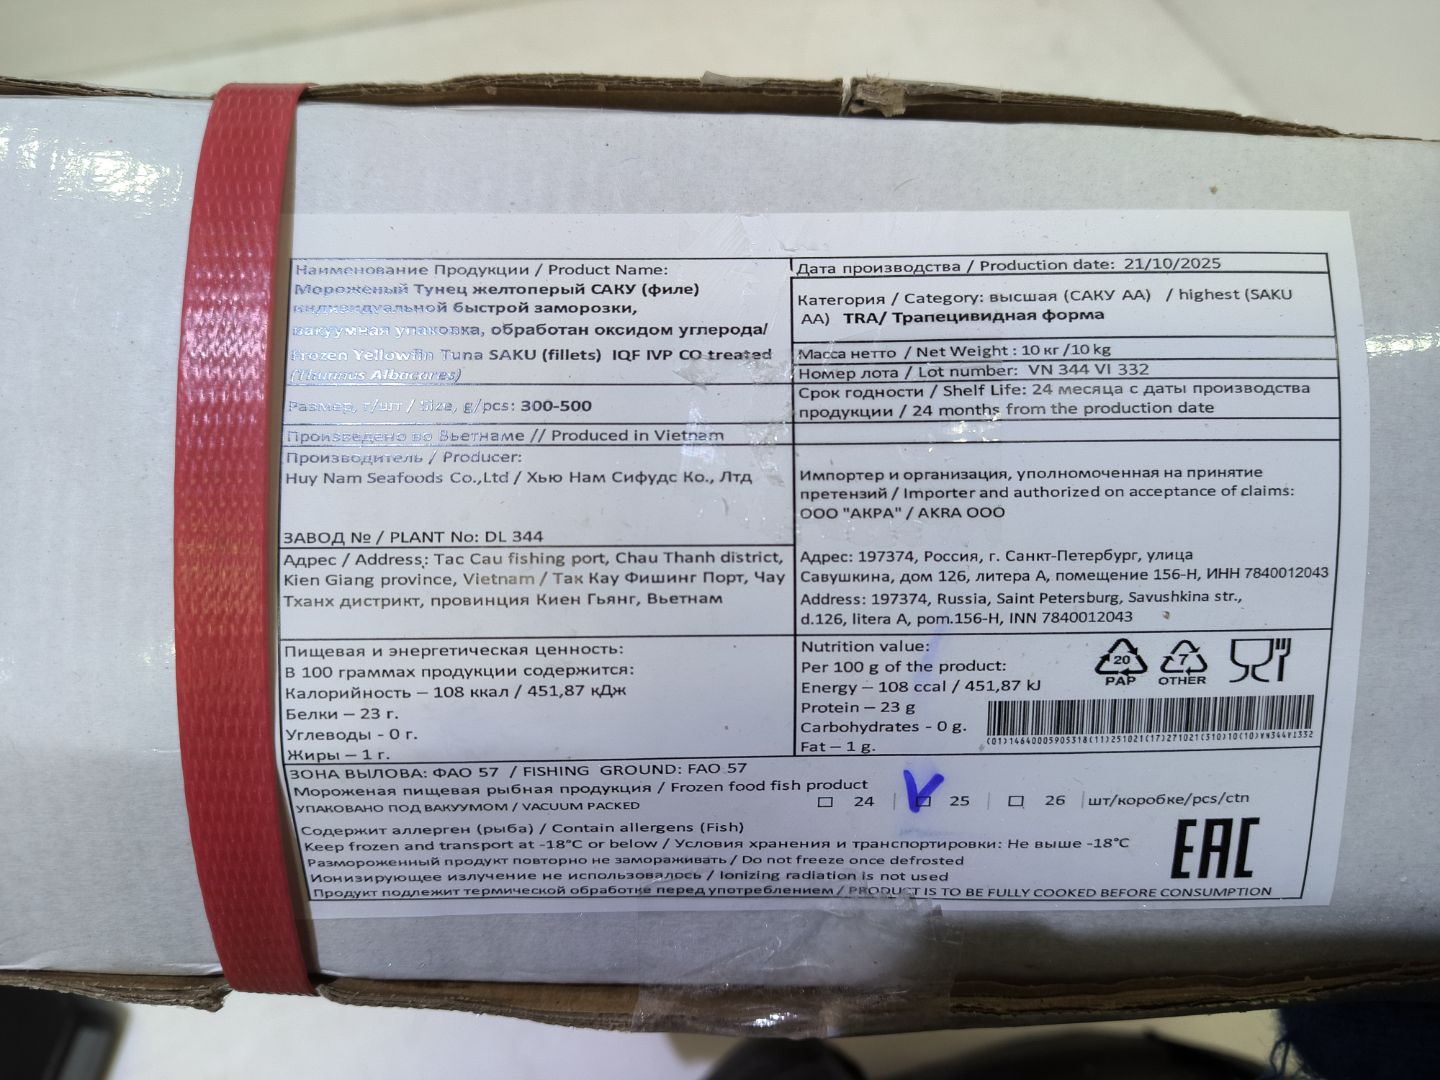 Наименование Продукции / Product Name:
Мороженый Тунец желтоперый САКУ (филе)
индивидуальной быстрой заморозки,
вакуумная упаковка, обработан оксидом углерода/
Frozen Yellowfin Tuna SAKU (fillets) IQF IVP CO treated
(Thunnus Albacares)
Размер, г/шт / Size, g/pcs: 300-500
Произведено во Вьетнаме // Produced in Vietnam
Производитель / Producer:
Huy Nam Seafoods Co.,Ltd / Хью Нам Сифудс Ко., Лтд
ЗАВОД № / PLANT No: DL 344
Адрес / Address: Tac Cau fishing port, Chau Thanh district,
Kien Giang province, Vietnam / Так Кау Фишинг Порт, Чау
Тханх дистрикт, провинция Киен Гьянг, Вьетнам
Пищевая и энергетическая ценность:
В 100 граммах продукции содержится:
Калорийность – 108 ккал / 451,87 кДж
Белки – 23 г.
Углеводы - 0 г.
Жиры – 1 г.
Дата производства / Production date: 21/10/2025
Категория / Category: высшая (САКУ АА) / highest (SAKU
AA) TRA/ Трапецивидная форма
Масса нетто / Net Weight : 10 кг /10 kg
Номер лота / Lot number: VN 344 VI 332
Срок годности / Shelf Life: 24 месяца с даты производства
продукции / 24 months from the production date
Импортер и организация, уполномоченная на принятие
претензий / Importer and authorized on acceptance of claims:
ООО "АКРА" / AKRA OOO
Адрес: 197374, Россия, г. Санкт-Петербург, улица
Савушкина, дом 126, литера А, помещение 156-Н, ИНН 7840012043
Address: 197374, Russia, Saint Petersburg, Savushkina str.,
d.126, litera A, pom.156-H, INN 7840012043
Nutrition value:
Per 100 g of the product:
Energy – 108 ccal / 451,87 kJ
Protein – 23 g
Carbohydrates - 0 g.
Fat – 1 g.
20
PAP
7
OTHER
(01)14640005905318(11)251021(17)271021(310)10(10)VN344VI332
ЗОНА ВЫЛОВА: ФАО 57 / FISHING GROUND: FAO 57
Мороженая пищевая рыбная продукция / Frozen food fish product
УПАКОВАНО ПОД ВАКУУМОМ / VACUUM PACKED
☐ 24 | ☐ 25 | ☐ 26 | шт/коробке/pcs/ctn
Содержит аллерген (рыба) / Contain allergens (Fish)
Keep frozen and transport at -18°C or below / Условия хранения и транспортировки: Не выше -18°C
Размороженный продукт повторно не замораживать / Do not freeze once defrosted
Ионизирующее излучение не использовалось / Ionizing radiation is not used
Продукт подлежит термической обработке перед употреблением / PRODUCT IS TO BE FULLY COOKED BEFORE CONSUMPTION
EAC